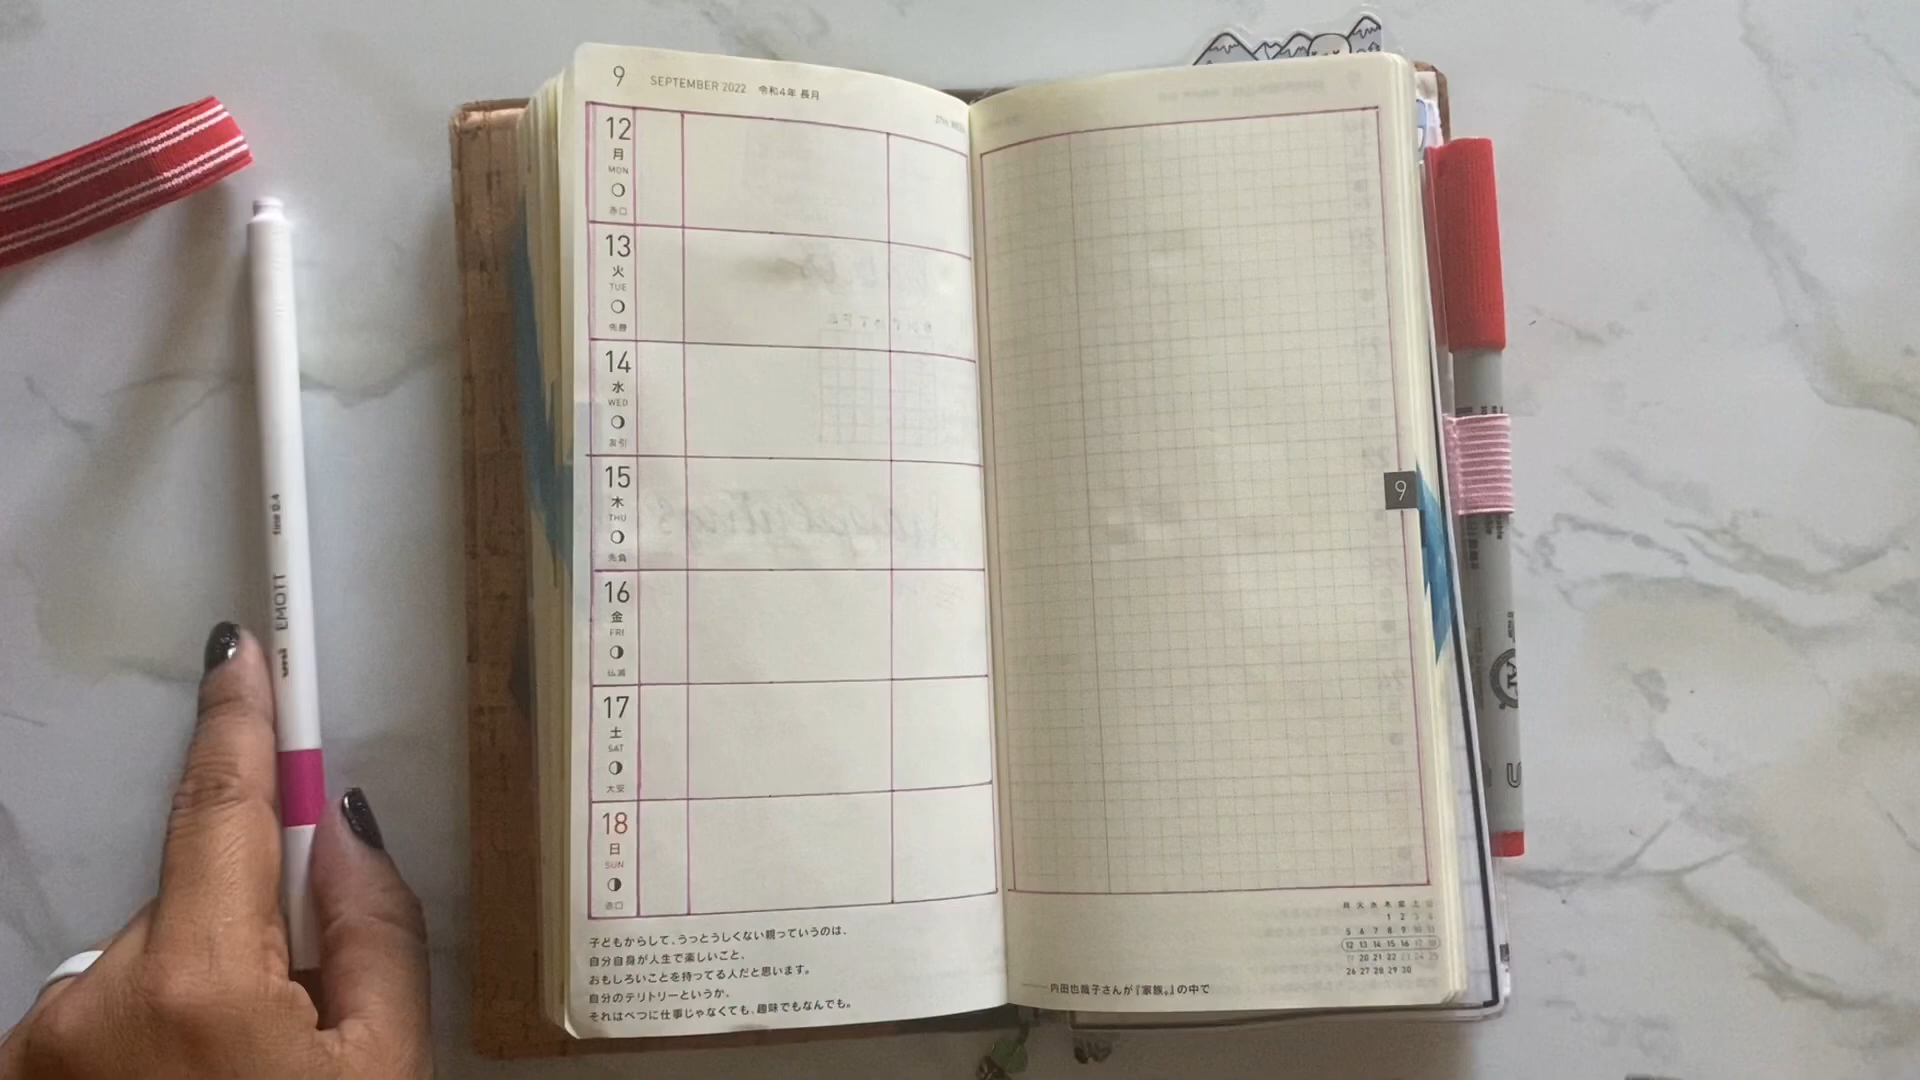 9 SEPTEMBER 2022 令和4年 長月
37th WEEK
12
月
MON
赤口
13
火
TUE
先勝
14
水
WED
友引
15
木
THU
先負
16
金
FRI
仏滅
17
土
SAT
大安
18
日
SUN
赤口
子どもからして、うっとうしくない親っていうのは、
自分自身が人生で楽しいこと、
おもしろいことを持ってる人だと思います。
自分のテリトリーというか、
それはべつに仕事じゃなくても、趣味でもなんでも。
9
月 火 水 木 金 土 日
1 2 3 4
5 6 7 8 9 10 11
12 13 14 15 16 17 18
19 20 21 22 23 24 25
26 27 28 29 30
内田也哉子さんが『家族。』の中で
uni EMOTT fine 0.4